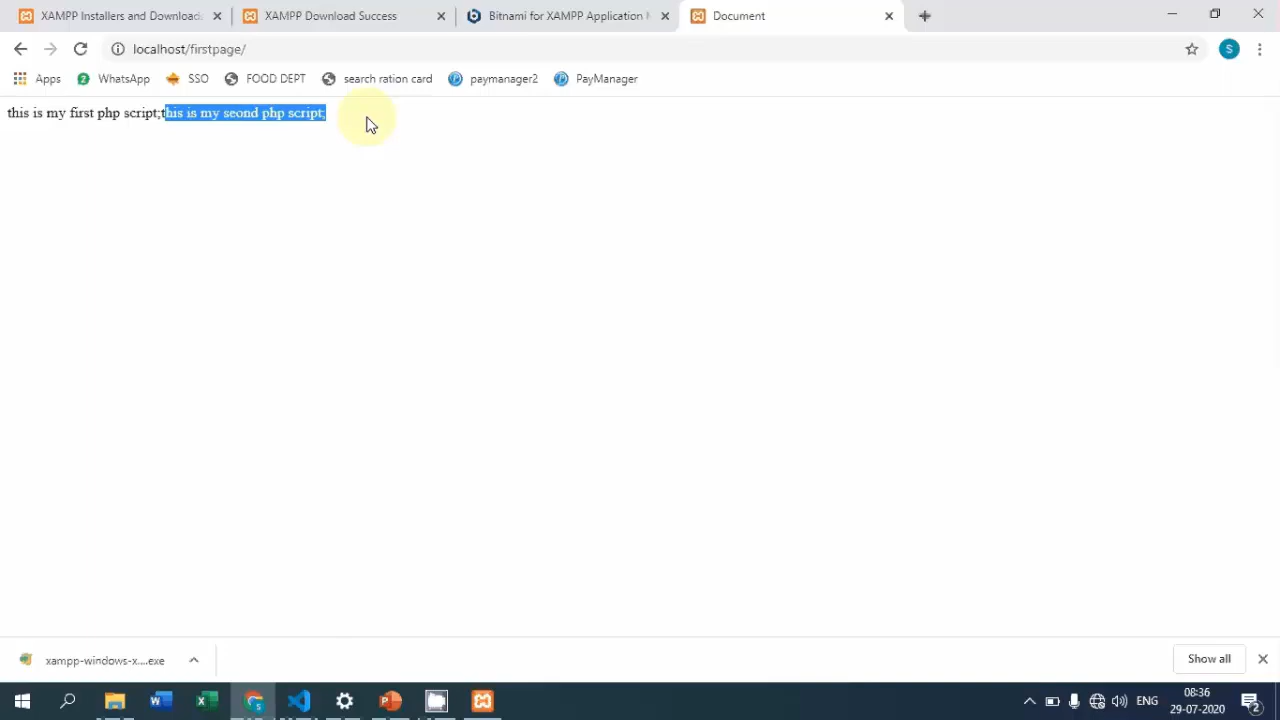 XAMPP Installers and Download:
XAMPP Download Success
Bitnami for XAMPP Application
Document
localhost/firstpage/
S
Apps
WhatsApp
SSO
FOOD DEPT
search ration card
paymanager2
PayManager
this is my first php script;this is my seond php script;
xampp-windows-x....exe
Show all
ENG
08:36
29-07-2020
2